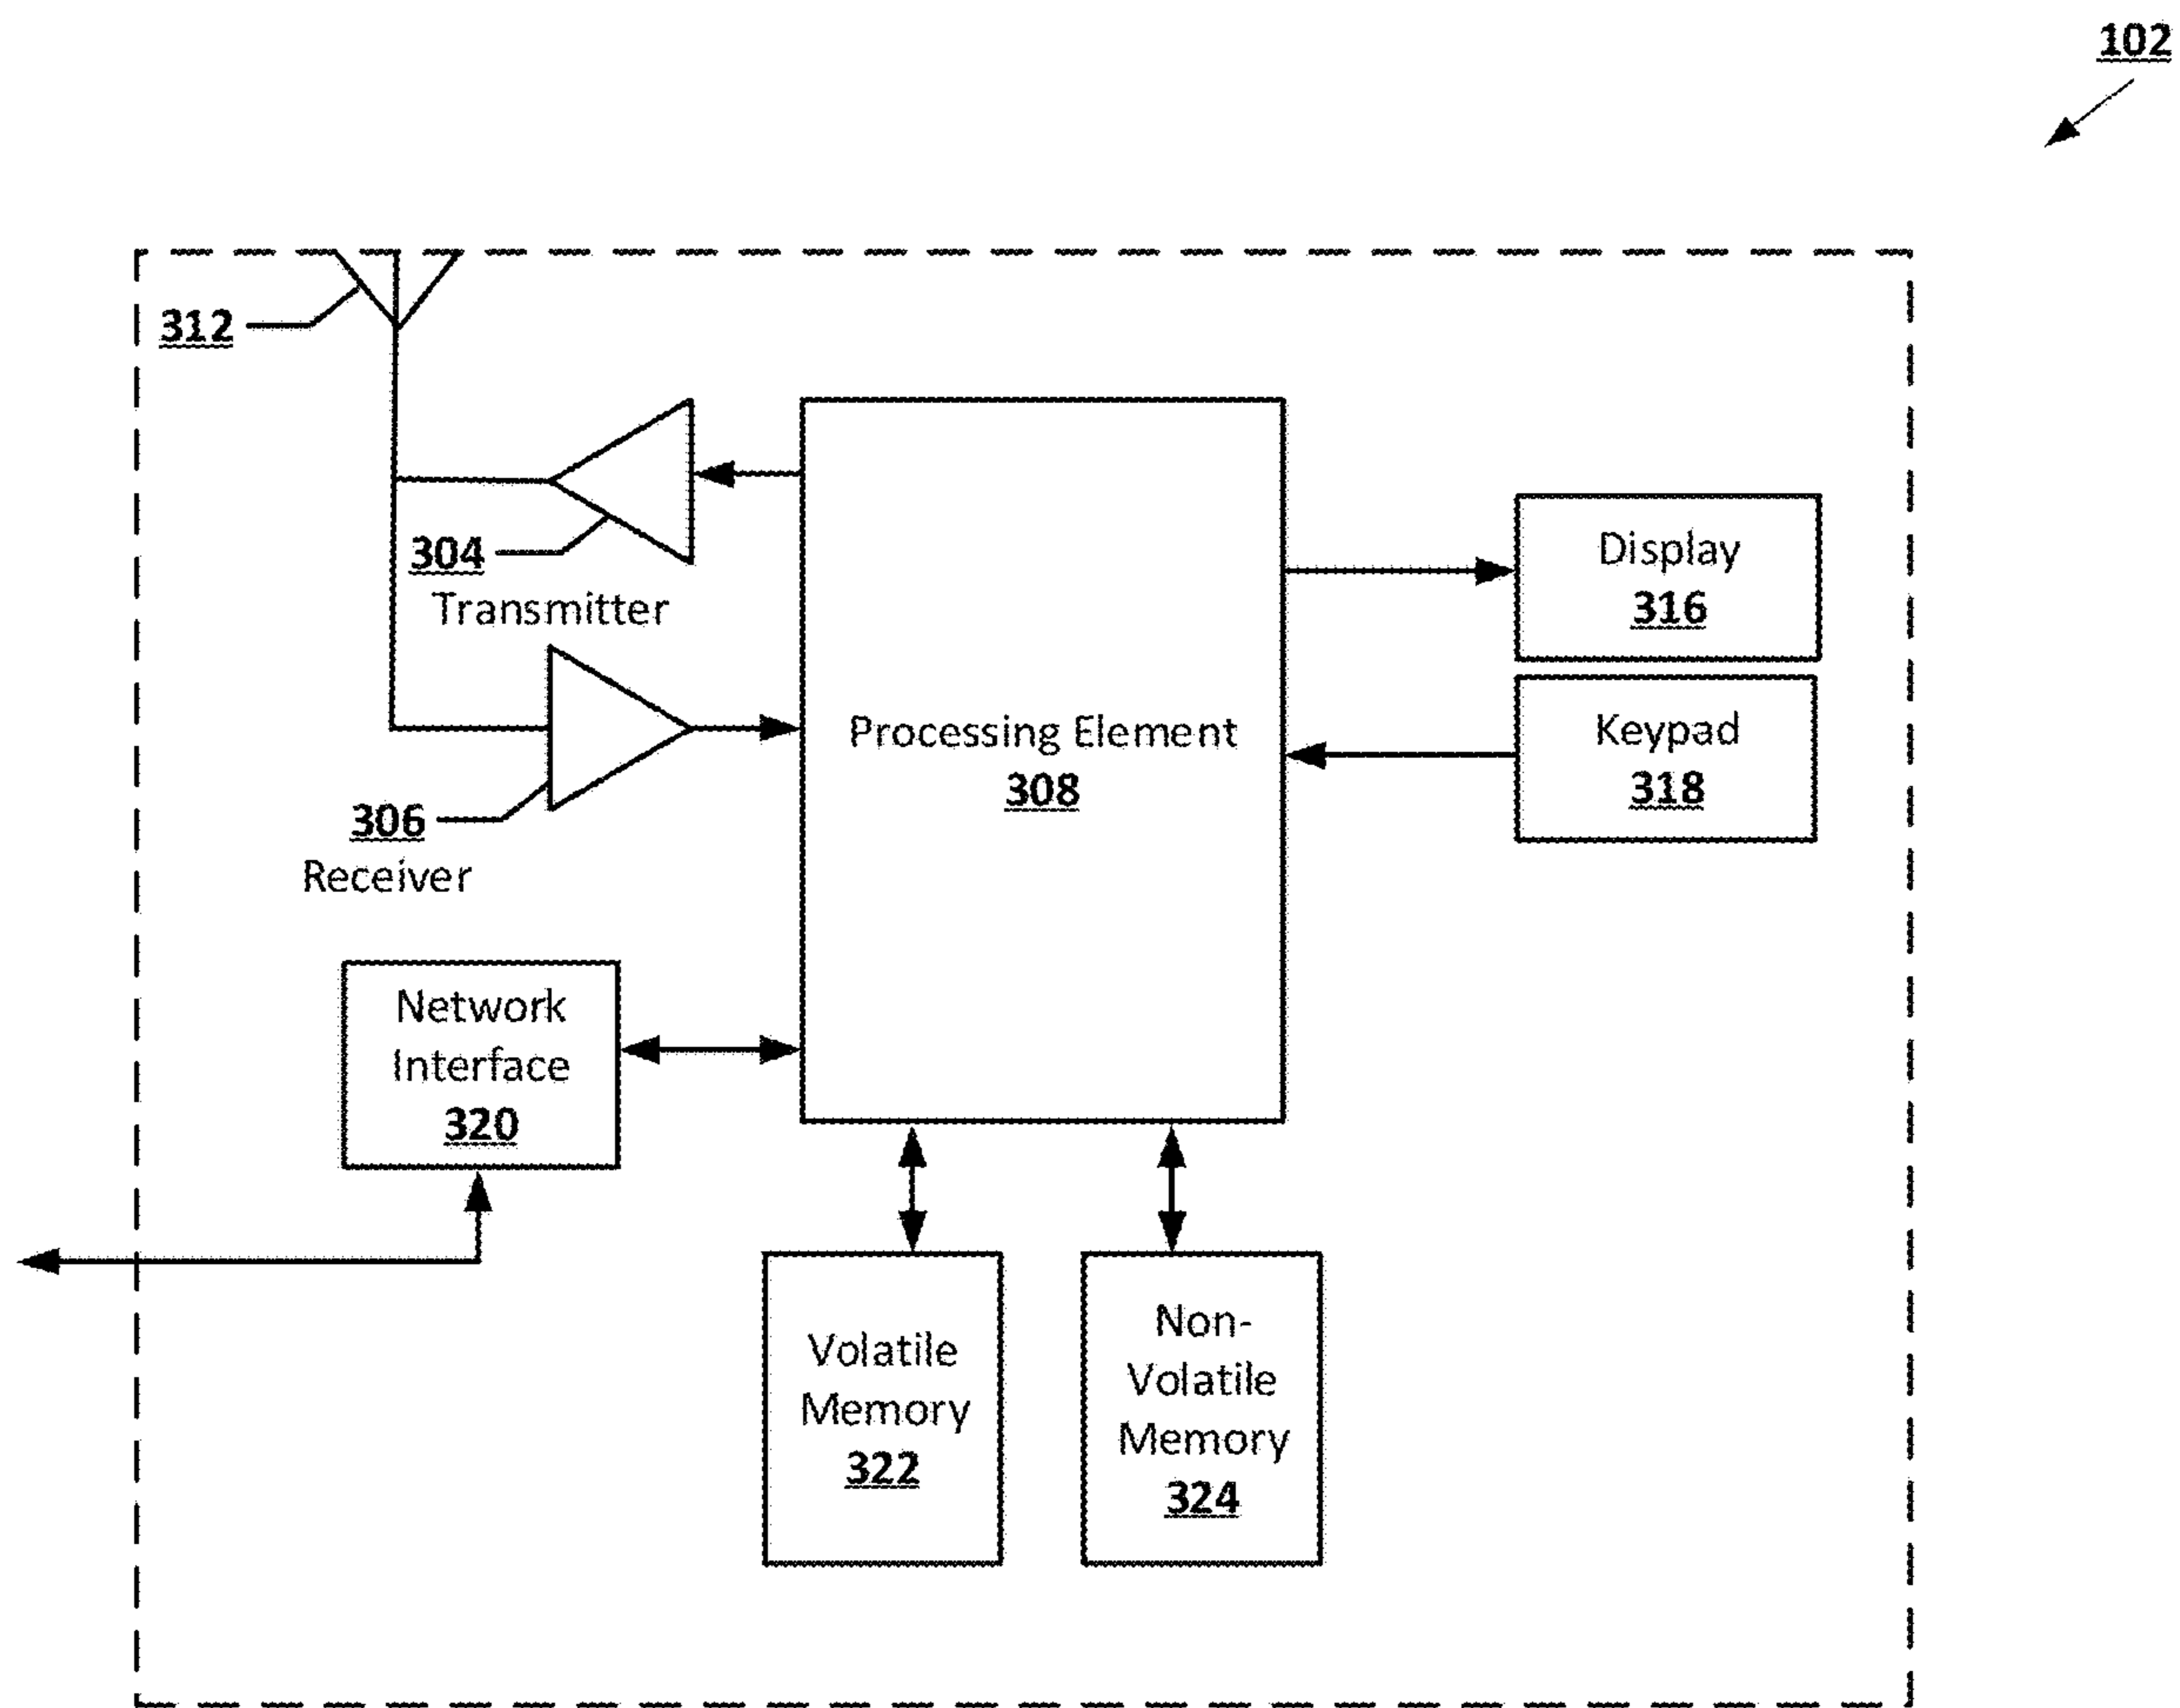 102
312
304
Transmitter
306
Receiver
Processing Element
308
Display
316
Keypad
318
Network
Interface
320
Volatile
Memory
322
Non-
Volatile
Memory
324